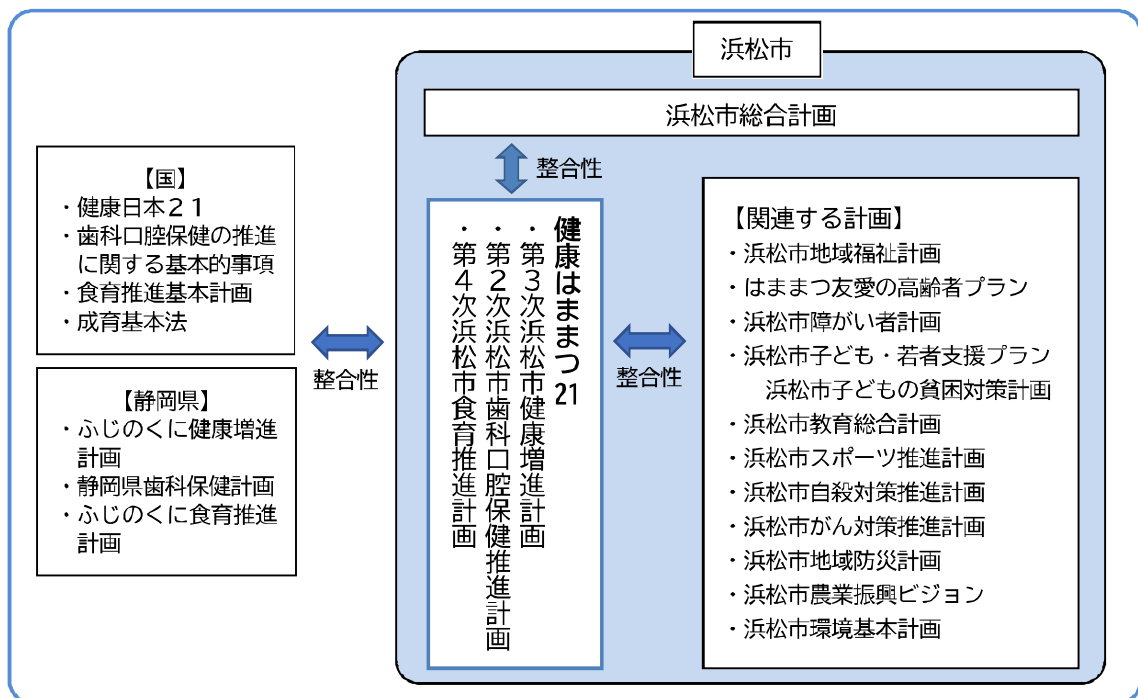 浜松市
浜松市総合計画
整合性
【国】
・健康日本２１
・歯科口腔保健の推進
に関する基本的事項
・食育推進基本計画
・成育基本法
【静岡県】
・ふじのくに健康増進
計画
・静岡県歯科保健計画
・ふじのくに食育推進
計画
整合性
健康はままつ21
・第３次浜松市健康増進計画
・第２次浜松市歯科口腔保健推進計画
・第４次浜松市食育推進計画
整合性
【関連する計画】
・浜松市地域福祉計画
・はままつ友愛の高齢者プラン
・浜松市障がい者計画
・浜松市子ども・若者支援プラン
浜松市子どもの貧困対策計画
・浜松市教育総合計画
・浜松市スポーツ推進計画
・浜松市自殺対策推進計画
・浜松市がん対策推進計画
・浜松市地域防災計画
・浜松市農業振興ビジョン
・浜松市環境基本計画